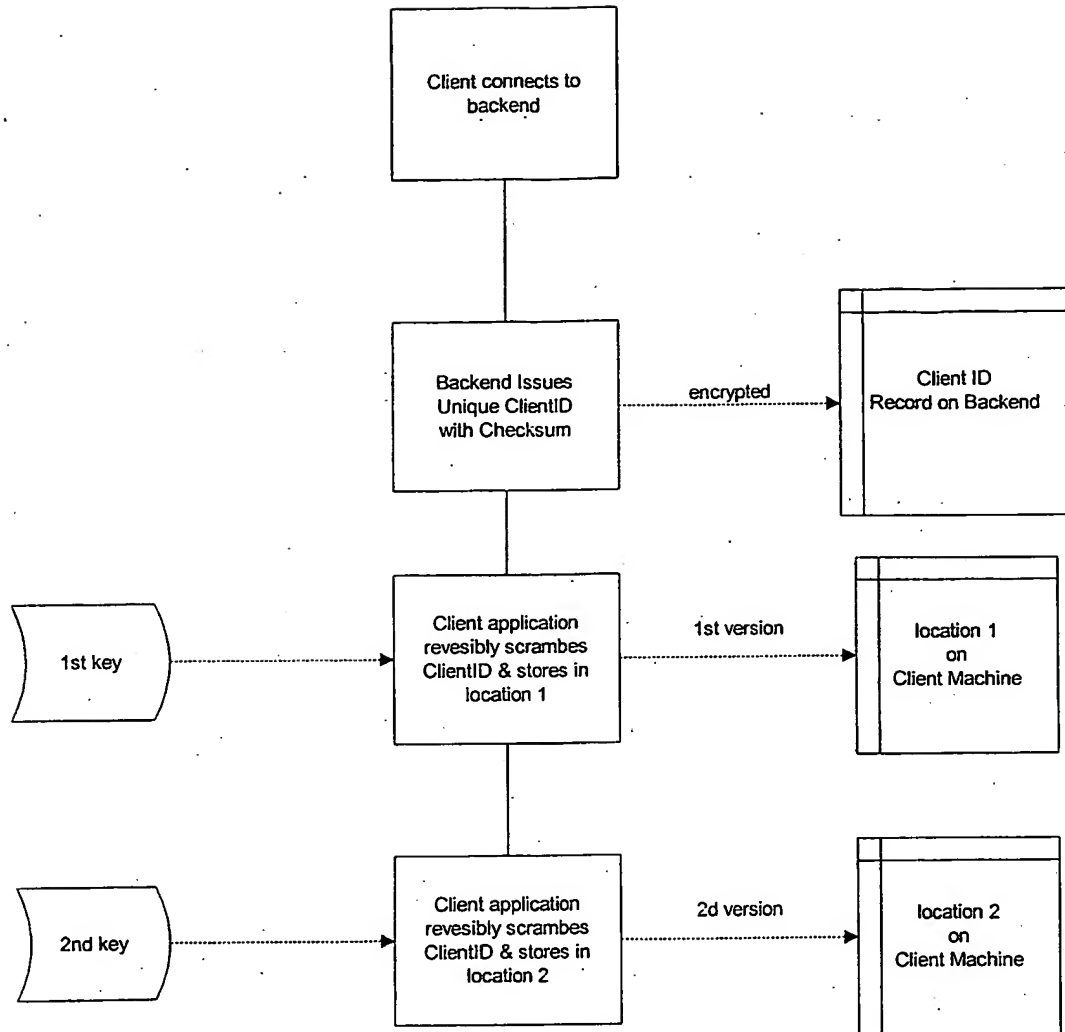 Client connects to
backend
Backend Issues
Unique ClientID
with Checksum
encrypted
Client ID
Record on Backend
1st key
Client application
revesibly scrambes
ClientID & stores in
location 1
1st version
location 1
on
Client Machine
2nd key
Client application
revesibly scrambes
ClientID & stores in
location 2
2d version
location 2
on
Client Machine